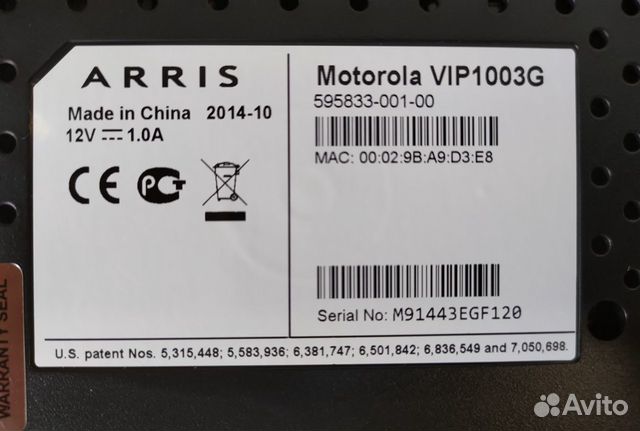 ARRIS
Made in China 2014-10
12V 1.0A
CE PCT
Motorola VIP1003G
595833-001-00
MAC: 00:02:9B:A9:D3:E8
Serial No: M91443EGF120
U.S. patent Nos. 5,315,448; 5,583,936; 6,381,747; 6,501,842; 6,836,549 and 7,050,698.
WARRANTY SEAL
Avito